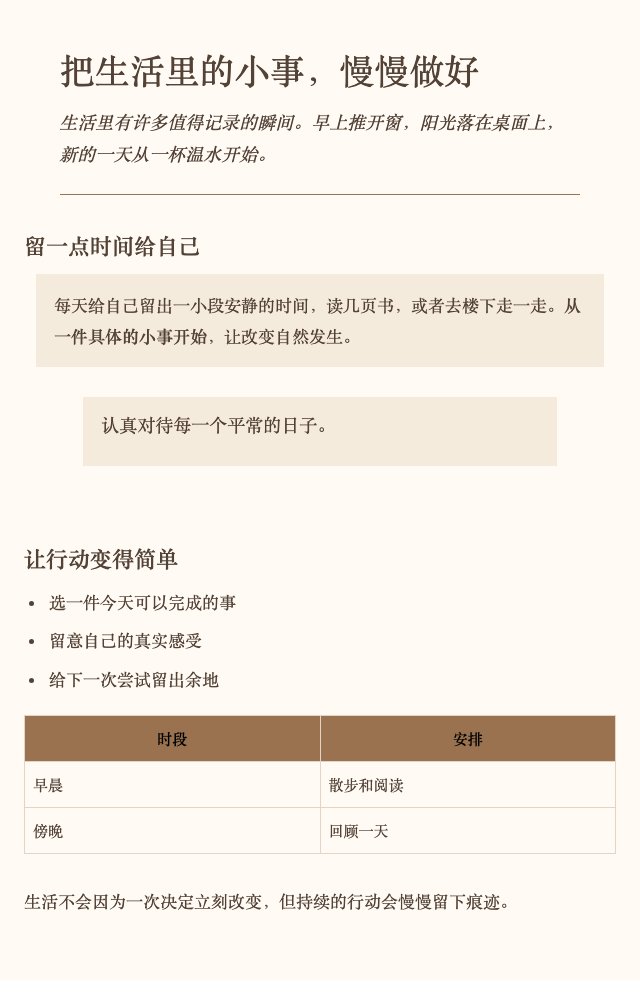 把生活里的小事，慢慢做好
生活里有许多值得记录的瞬间。早上推开窗，阳光落在桌面上，
新的一天从一杯温水开始。
留一点时间给自己
每天给自己留出一小段安静的时间，读几页书，或者去楼下走一走。从
一件具体的小事开始，让改变自然发生。
认真对待每一个平常的日子。
让行动变得简单
• 选一件今天可以完成的事
• 留意自己的真实感受
• 给下一次尝试留出余地
时段 安排
早晨 散步和阅读
傍晚 回顾一天
生活不会因为一次决定立刻改变，但持续的行动会慢慢留下痕迹。